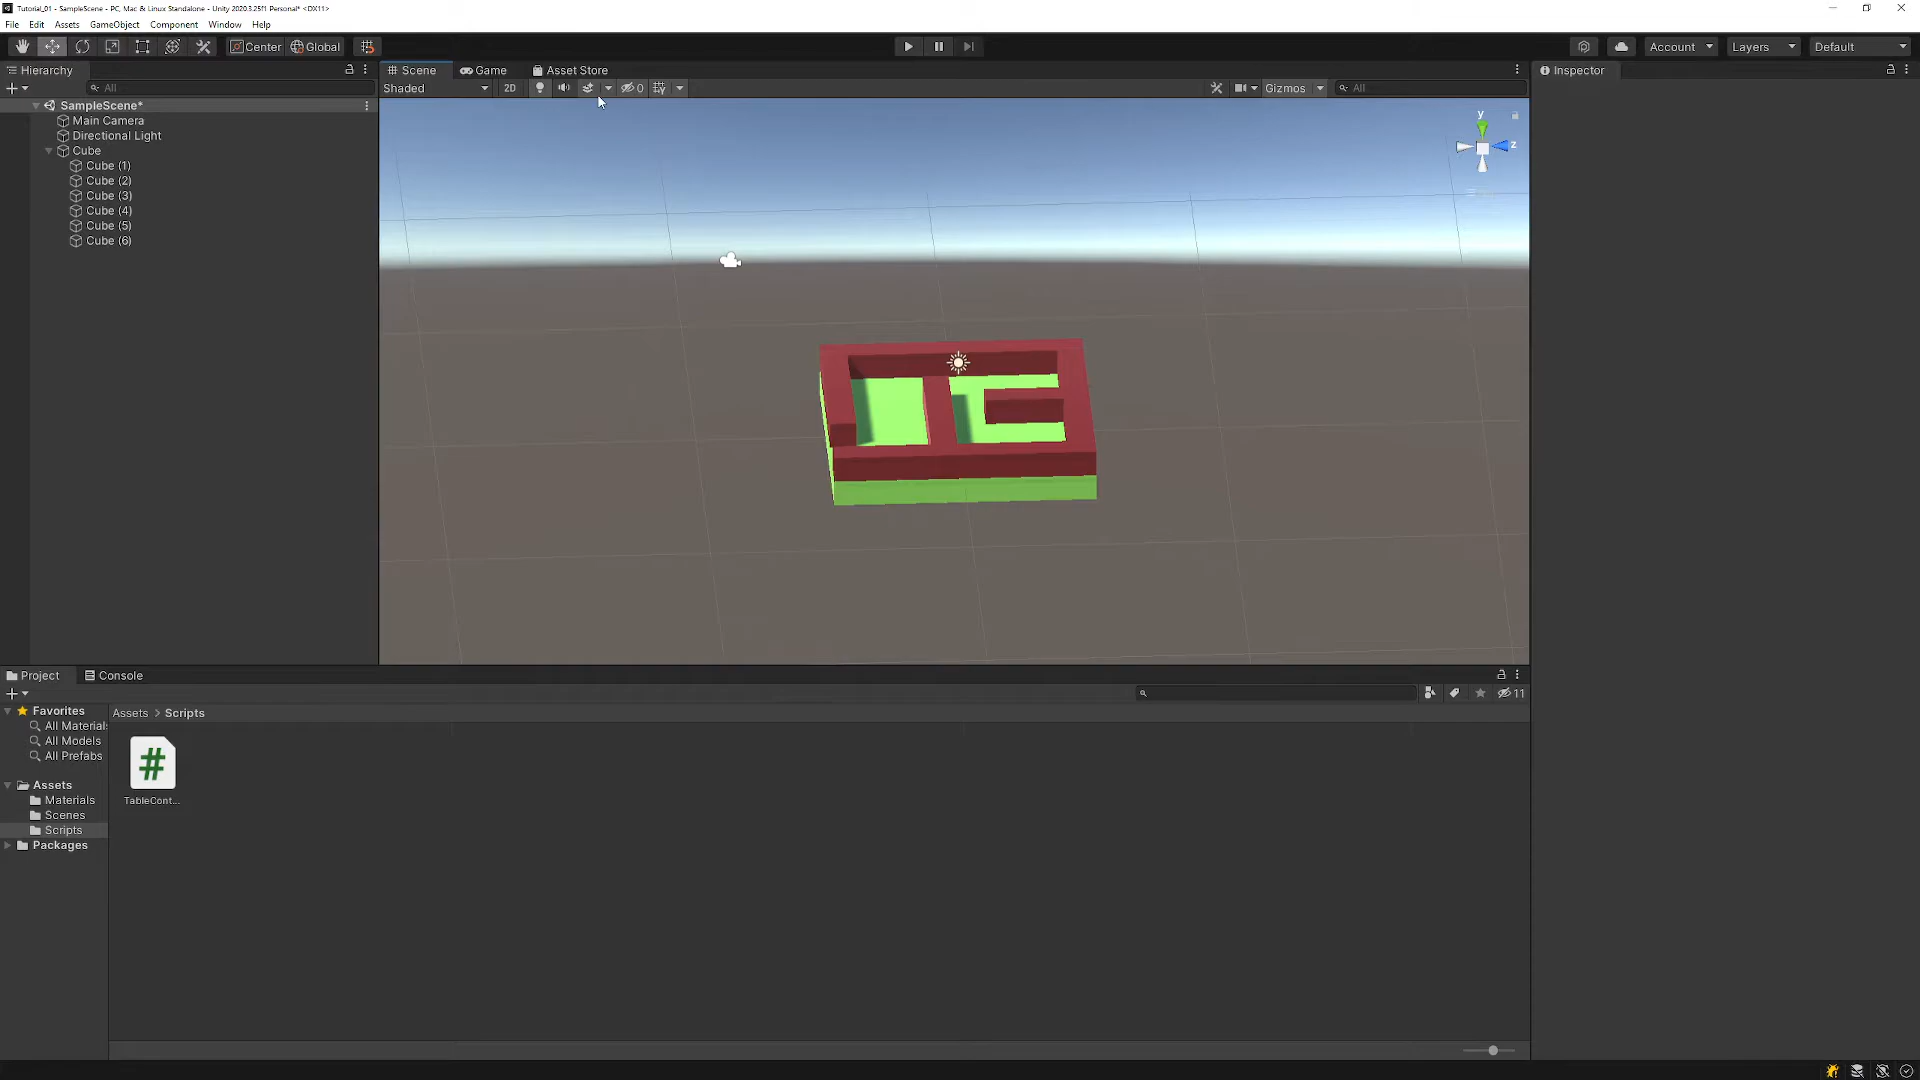 Tutorial_01 - SampleScene - PC, Mac & Linux Standalone - Unity 2020.3.25f1 Personal* <DX11>
File Edit Assets GameObject Component Window Help
Center Global Account Layers Default
Hierarchy Scene Game Asset Store Inspector
All Shaded 2D 0 Gizmos All
SampleScene*
Main Camera
Directional Light
Cube
Cube (1)
Cube (2)
Cube (3)
Cube (4)
Cube (5)
Cube (6)
y
z
Project Console
11
Favorites
All Materials
All Models
All Prefabs
Assets
Materials
Scenes
Scripts
Packages
Assets > Scripts
#
TableCont...